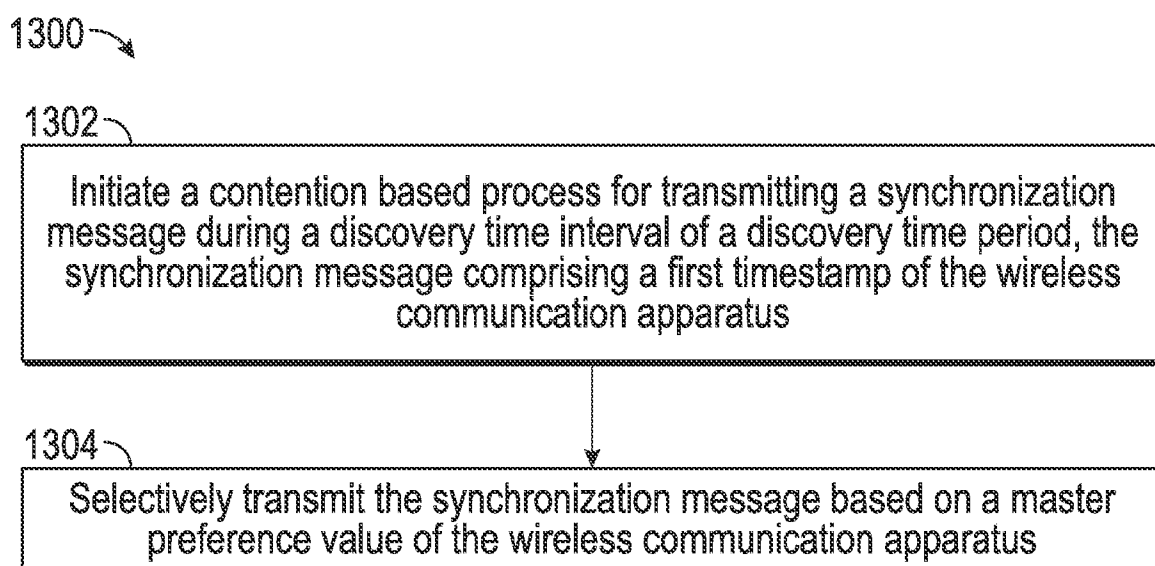 1300
1302
Initiate a contention based process for transmitting a synchronization
message during a discovery time interval of a discovery time period, the
synchronization message comprising a first timestamp of the wireless
communication apparatus
1304
Selectively transmit the synchronization message based on a master
preference value of the wireless communication apparatus